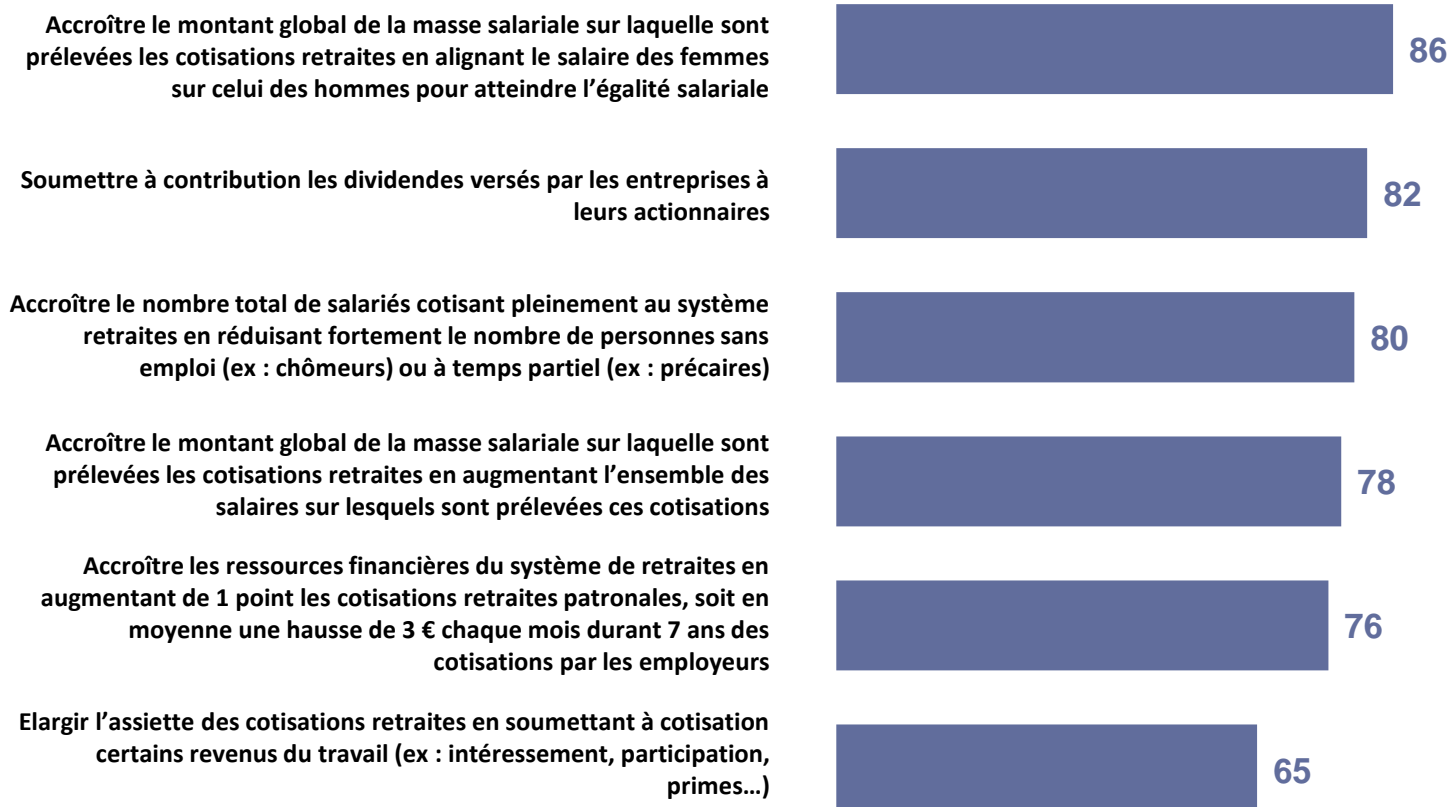 Accroître le montant global de la masse salariale sur laquelle sont
prélevées les cotisations retraites en alignant le salaire des femmes
sur celui des hommes pour atteindre l’égalité salariale
86
Soumettre à contribution les dividendes versés par les entreprises à
leurs actionnaires
82
Accroître le nombre total de salariés cotisant pleinement au système
retraites en réduisant fortement le nombre de personnes sans
emploi (ex : chômeurs) ou à temps partiel (ex : précaires)
80
Accroître le montant global de la masse salariale sur laquelle sont
prélevées les cotisations retraites en augmentant l’ensemble des
salaires sur lesquels sont prélevées ces cotisations
78
Accroître les ressources financières du système de retraites en
augmentant de 1 point les cotisations retraites patronales, soit en
moyenne une hausse de 3 € chaque mois durant 7 ans des
cotisations par les employeurs
76
Elargir l’assiette des cotisations retraites en soumettant à cotisation
certains revenus du travail (ex : intéressement, participation,
primes…)
65